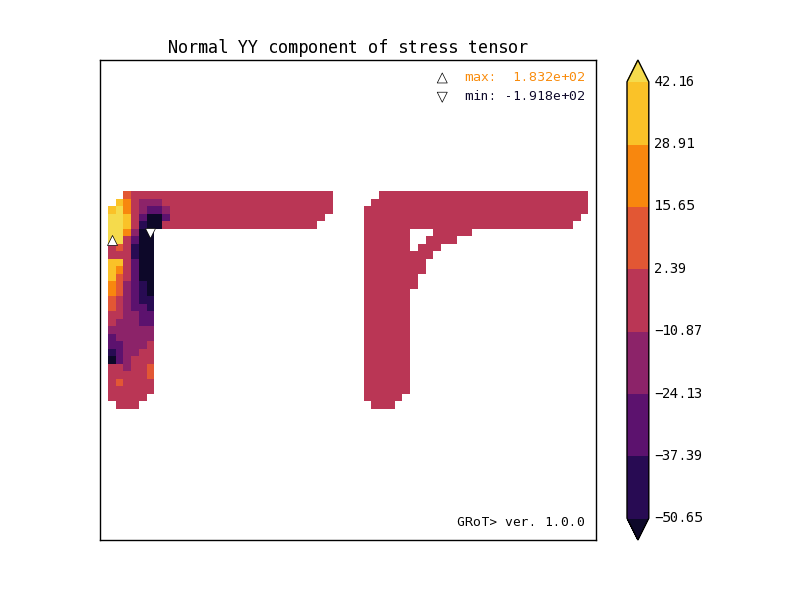 Normal YY component of stress tensor
△ max: 1.832e+02
▽ min: -1.918e+02
42.16
28.91
15.65
2.39
−10.87
−24.13
−37.39
−50.65
GRoT> ver. 1.0.0